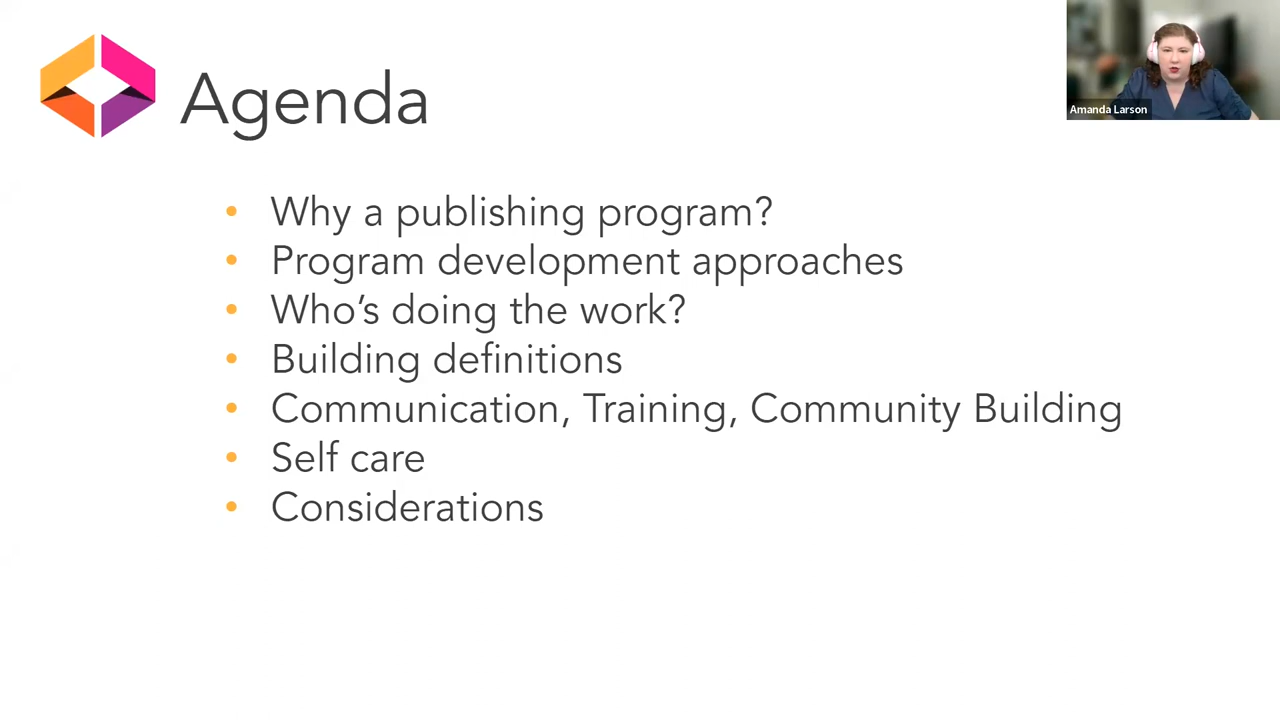 Agenda
Amanda Larson
• Why a publishing program?
• Program development approaches
• Who's doing the work?
• Building definitions
• Communication, Training, Community Building
• Self care
• Considerations